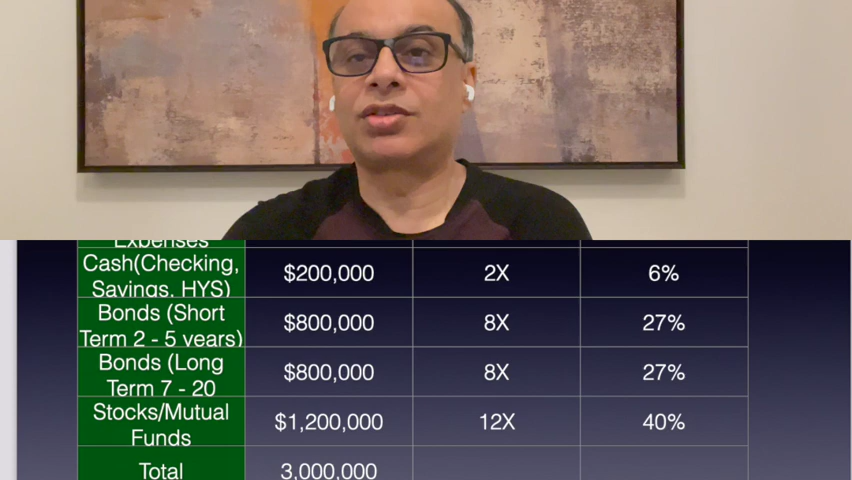 Expenses
Cash(Checking,
Savings, HYS)
$200,000
2X
6%
Bonds (Short
Term 2 - 5 years)
$800,000
8X
27%
Bonds (Long
Term 7 - 20
$800,000
8X
27%
Stocks/Mutual
Funds
$1,200,000
12X
40%
Total
3,000,000